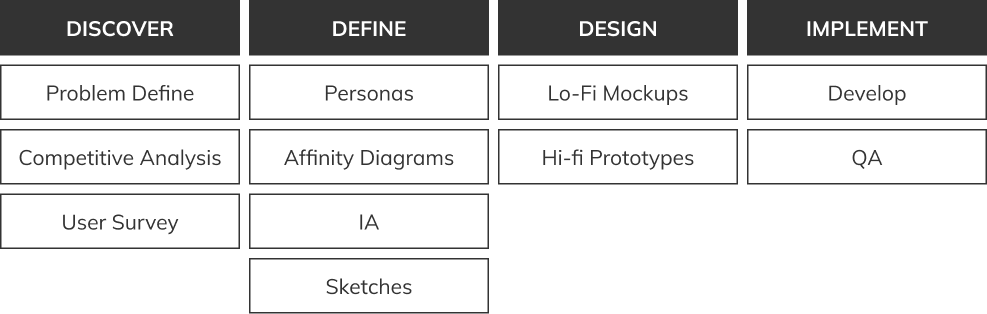 DISCOVER
Problem Define
Competitive Analysis
User Survey
DEFINE
Personas
Affinity Diagrams
IA
Sketches
DESIGN
Lo-Fi Mockups
Hi-fi Prototypes
IMPLEMENT
Develop
QA